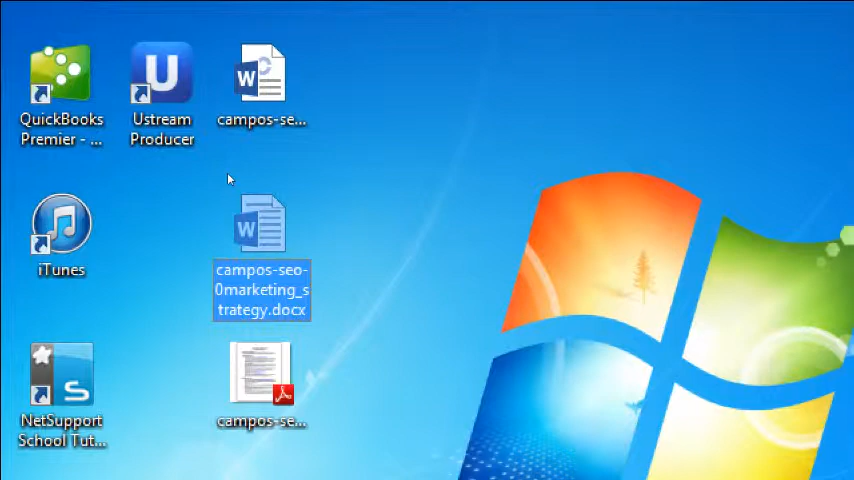 QuickBooks
Premier - ...
Ustream
Producer
campos-se...
iTunes
campos-seo-
0marketing_s
trategy.docx
NetSupport
School Tut...
campos-se...